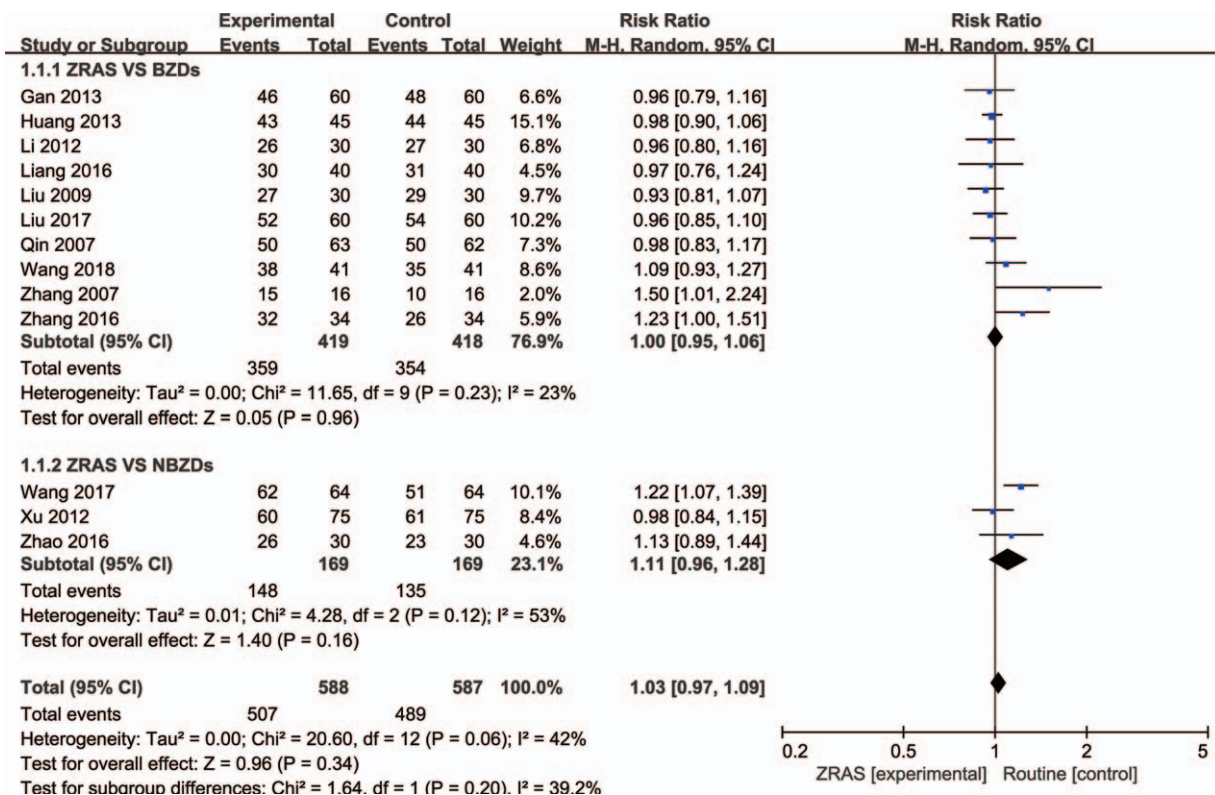 Experimental Control Risk Ratio Risk Ratio
Study or Subgroup Events Total Events Total Weight M-H. Random. 95% CI M-H. Random. 95% CI
1.1.1 ZRAS VS BZDs
Gan 2013 46 60 48 60 6.6% 0.96 [0.79, 1.16]
Huang 2013 43 45 44 45 15.1% 0.98 [0.90, 1.06]
Li 2012 26 30 27 30 6.8% 0.96 [0.80, 1.16]
Liang 2016 30 40 31 40 4.5% 0.97 [0.76, 1.24]
Liu 2009 27 30 29 30 9.7% 0.93 [0.81, 1.07]
Liu 2017 52 60 54 60 10.2% 0.96 [0.85, 1.10]
Qin 2007 50 63 50 62 7.3% 0.98 [0.83, 1.17]
Wang 2018 38 41 35 41 8.6% 1.09 [0.93, 1.27]
Zhang 2007 15 16 10 16 2.0% 1.50 [1.01, 2.24]
Zhang 2016 32 34 26 34 5.9% 1.23 [1.00, 1.51]
Subtotal (95% CI) 419 418 76.9% 1.00 [0.95, 1.06]
Total events 359 354
Heterogeneity: Tau² = 0.00; Chi² = 11.65, df = 9 (P = 0.23); I² = 23%
Test for overall effect: Z = 0.05 (P = 0.96)
1.1.2 ZRAS VS NBZDs
Wang 2017 62 64 51 64 10.1% 1.22 [1.07, 1.39]
Xu 2012 60 75 61 75 8.4% 0.98 [0.84, 1.15]
Zhao 2016 26 30 23 30 4.6% 1.13 [0.89, 1.44]
Subtotal (95% CI) 169 169 23.1% 1.11 [0.96, 1.28]
Total events 148 135
Heterogeneity: Tau² = 0.01; Chi² = 4.28, df = 2 (P = 0.12); I² = 53%
Test for overall effect: Z = 1.40 (P = 0.16)
Total (95% CI) 588 587 100.0% 1.03 [0.97, 1.09]
Total events 507 489
Heterogeneity: Tau² = 0.00; Chi² = 20.60, df = 12 (P = 0.06); I² = 42%
Test for overall effect: Z = 0.96 (P = 0.34)
Test for subgroup differences: Chi² = 1.64, df = 1 (P = 0.20), I² = 39.2%
0.2 0.5 1 2 5
ZRAS [experimental] Routine [control]